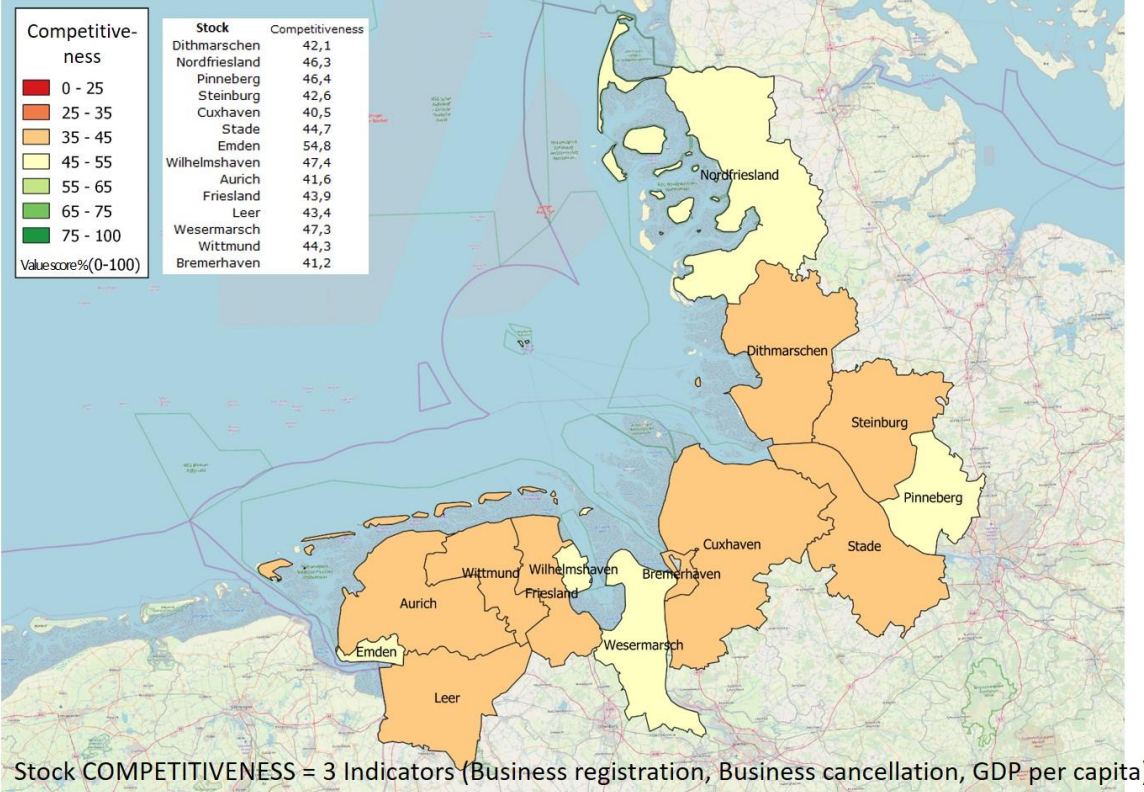 Competitive-
ness
0 - 25
25 - 35
35 - 45
45 - 55
55 - 65
65 - 75
75 - 100
Value score % (0-100)
Stock Competitiveness
Dithmarschen 42,1
Nordfriesland 46,3
Pinneberg 46,4
Steinburg 42,6
Cuxhaven 40,5
Stade 44,7
Emden 54,8
Wilhelmshaven 47,4
Aurich 41,6
Friesland 43,9
Leer 43,4
Wesermarsch 47,3
Wittmund 44,3
Bremerhaven 41,2
Nordfriesland
Dithmarschen
Steinburg
Pinneberg
Cuxhaven
Stade
Wilhelmshaven
Bremerhaven
Wittmund
Friesland
Aurich
Wesermarsch
Emden
Leer
Stock COMPETITIVENESS = 3 Indicators (Business registration, Business cancellation, GDP per capita)